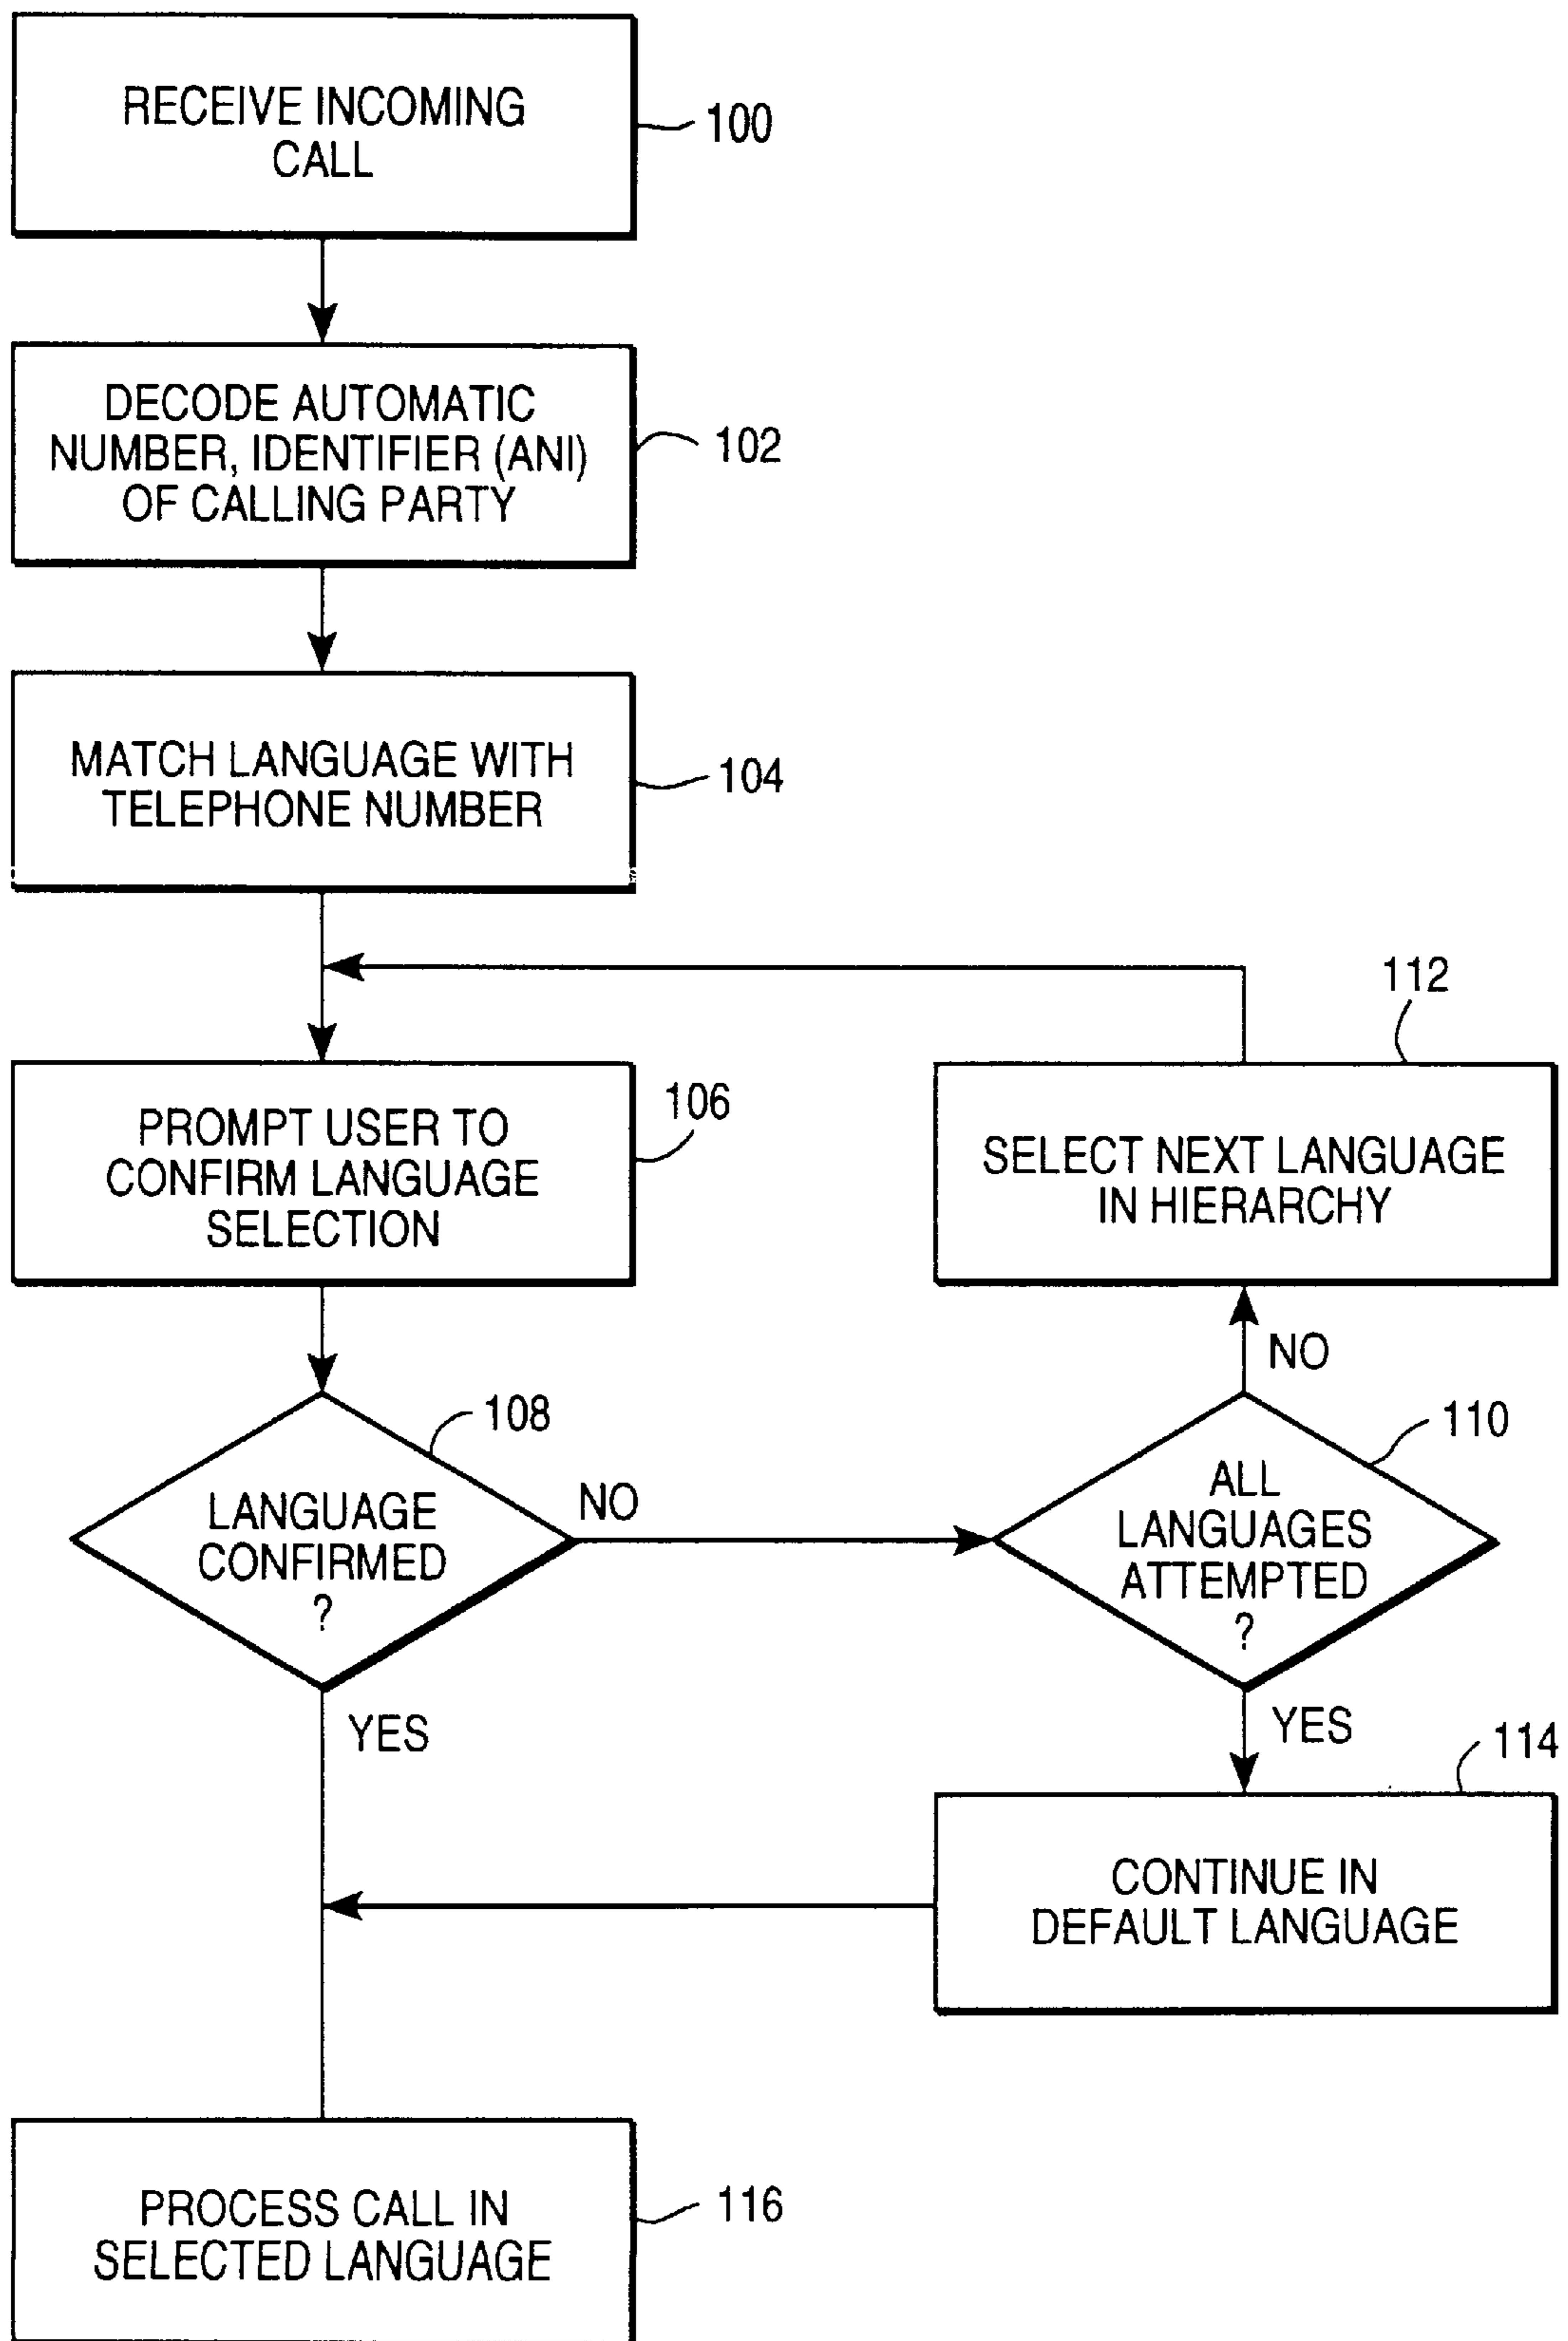 RECEIVE INCOMING
CALL
100
DECODE AUTOMATIC
NUMBER, IDENTIFIER (ANI)
OF CALLING PARTY
102
MATCH LANGUAGE WITH
TELEPHONE NUMBER
104
PROMPT USER TO
CONFIRM LANGUAGE
SELECTION
106
112
SELECT NEXT LANGUAGE
IN HIERARCHY
NO
108
LANGUAGE
CONFIRMED
?
NO
110
ALL
LANGUAGES
ATTEMPTED
?
YES
YES
114
CONTINUE IN
DEFAULT LANGUAGE
PROCESS CALL IN
SELECTED LANGUAGE
116